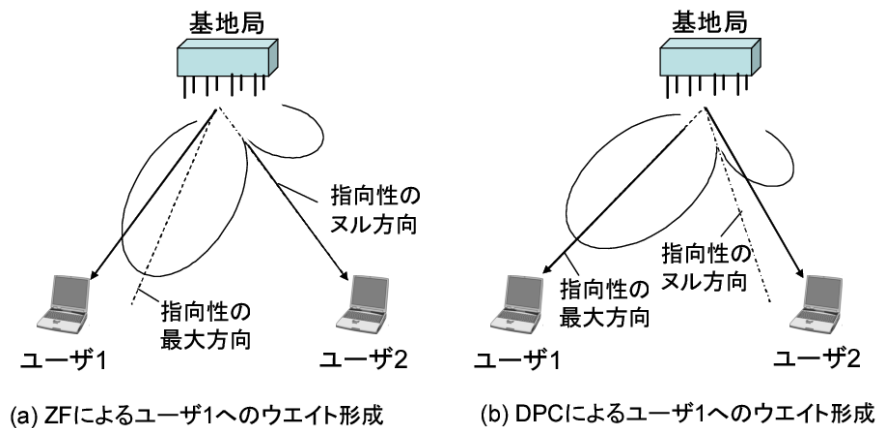 基地局
指向性の
ヌル方向
指向性の
最大方向
ユーザ1
ユーザ2
(a) ZFによるユーザ1へのウエイト形成
基地局
指向性の
ヌル方向
指向性の
最大方向
ユーザ1
ユーザ2
(b) DPCによるユーザ1へのウエイト形成